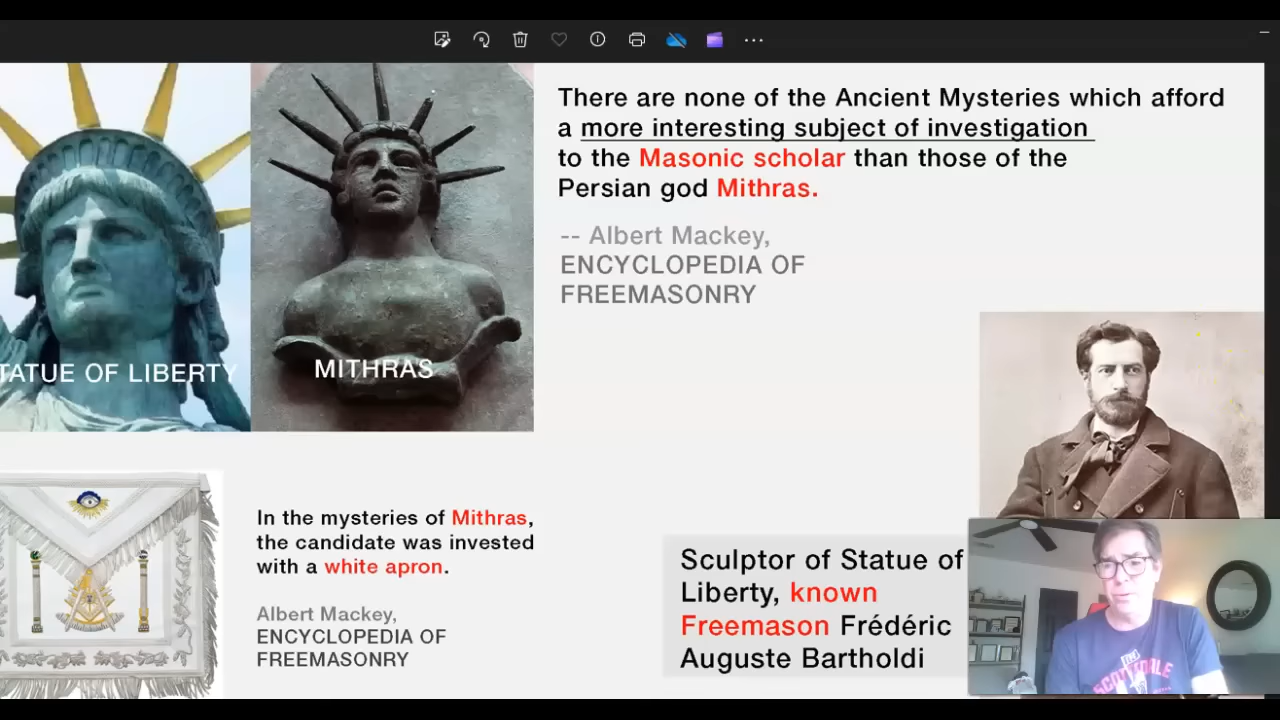 There are none of the Ancient Mysteries which afford
a more interesting subject of investigation
to the Masonic scholar than those of the
Persian god Mithras.
-- Albert Mackey,
ENCYCLOPEDIA OF
FREEMASONRY
TATUE OF LIBERTY
MITHRAS
In the mysteries of Mithras,
the candidate was invested
with a white apron.
Albert Mackey,
ENCYCLOPEDIA OF
FREEMASONRY
Sculptor of Statue of
Liberty, known
Freemason Frédéric
Auguste Bartholdi